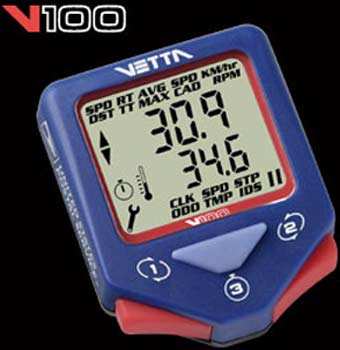 V100
VETTA
SPD RT AVG SPD KM/hr
DST TT MAX CAD RPM
30.9
34.6
CLK SPD STP
ODO TMP IDS
V100
1
2
3